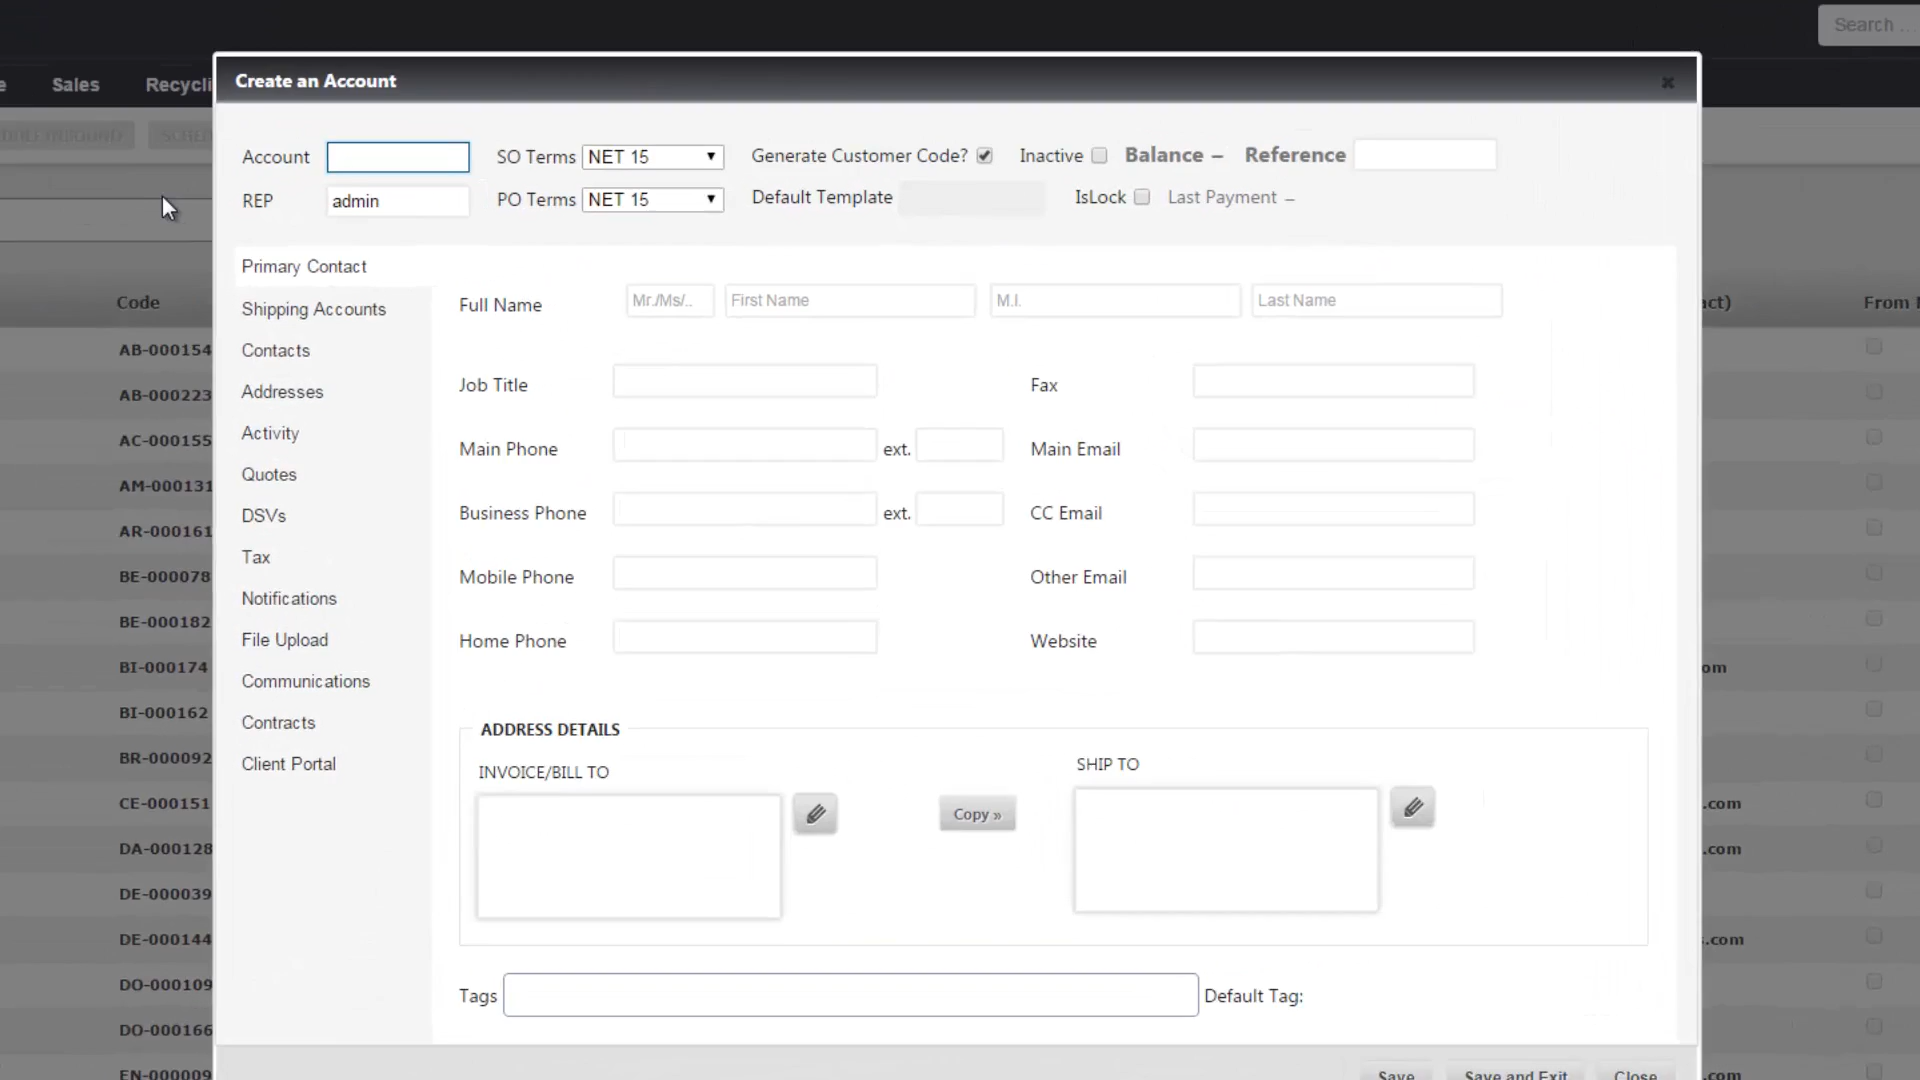 Search ...
e Sales Recycli
Create an Account
SCHED
Account SO Terms NET 15 Generate Customer Code? Inactive Balance – Reference
REP admin PO Terms NET 15 Default Template IsLock Last Payment –
Primary Contact
Shipping Accounts
Contacts
Addresses
Activity
Quotes
DSVs
Tax
Notifications
File Upload
Communications
Contracts
Client Portal
Full Name Mr./Ms/.. First Name M.I. Last Name
Job Title Fax
Main Phone ext. Main Email
Business Phone ext. CC Email
Mobile Phone Other Email
Home Phone Website
ADDRESS DETAILS
INVOICE/BILL TO
Copy »
SHIP TO
Tags Default Tag:
Save Save and Exit Close
Code
AB-000154
AB-000223
AC-000155
AM-000131
AR-000161
BE-000078
BE-000182
BI-000174
BI-000162
BR-000092
CE-000151
DA-000128
DE-000039
DE-000144
DO-000109
DO-000166
EN-000009
act) From
om
.com
.com
s.com
.com